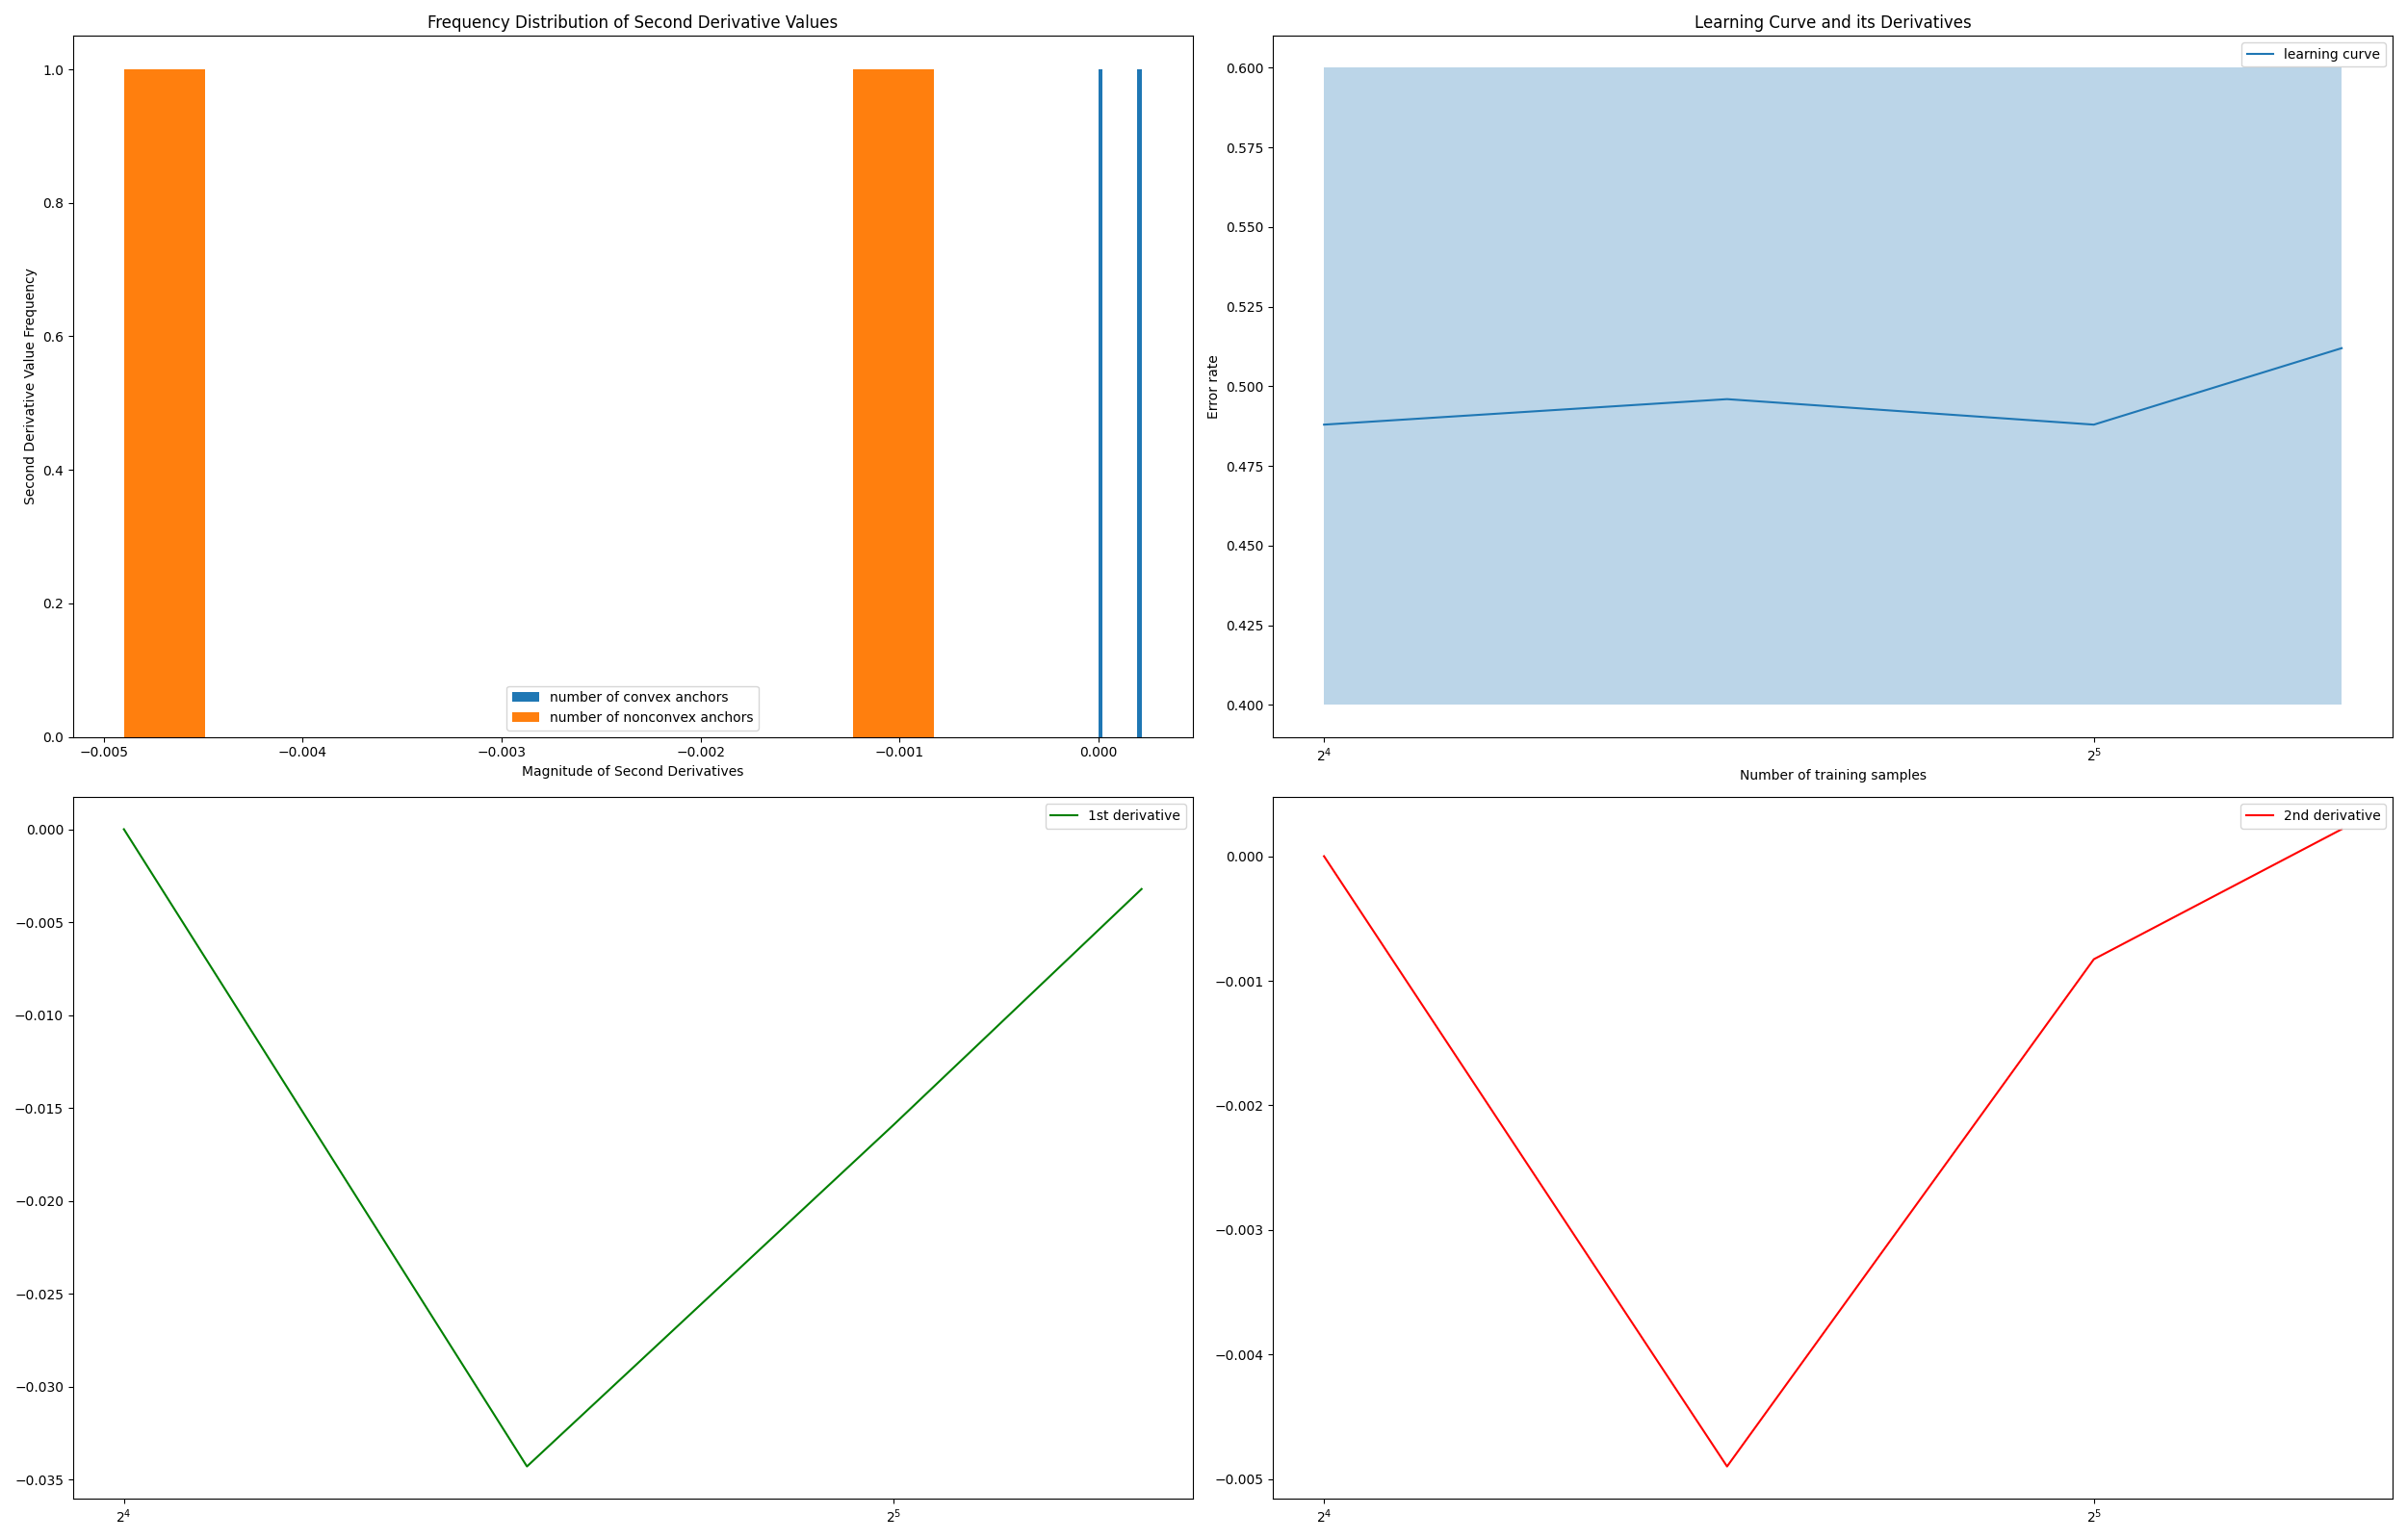 Frequency Distribution of Second Derivative Values
Second Derivative Value Frequency
1.0
0.8
0.6
0.4
0.2
0.0
number of convex anchors
number of nonconvex anchors
−0.005 −0.004 −0.003 −0.002 −0.001 0.000
Magnitude of Second Derivatives
Learning Curve and its Derivatives
learning curve
Error rate
0.600
0.575
0.550
0.525
0.500
0.475
0.450
0.425
0.400
2⁴ 2⁵
Number of training samples
1st derivative
0.000
−0.005
−0.010
−0.015
−0.020
−0.025
−0.030
−0.035
2⁴ 2⁵
2nd derivative
0.000
−0.001
−0.002
−0.003
−0.004
−0.005
2⁴ 2⁵